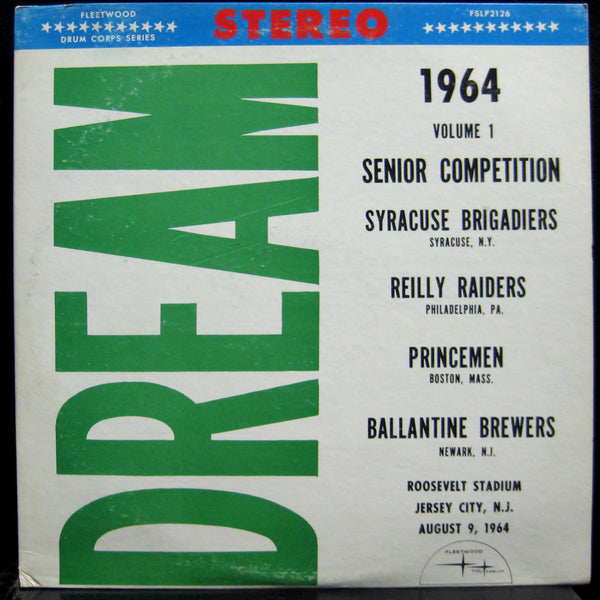 FLEETWOOD
DRUM CORPS SERIES
STEREO
FSLP2126
DREAM
1964
VOLUME 1
SENIOR COMPETITION
SYRACUSE BRIGADIERS
SYRACUSE, N.Y.
REILLY RAIDERS
PHILADELPHIA, PA.
PRINCEMEN
BOSTON, MASS.
BALLANTINE BREWERS
NEWARK, N.J.
ROOSEVELT STADIUM
JERSEY CITY, N.J.
AUGUST 9, 1964
FLEETWOOD